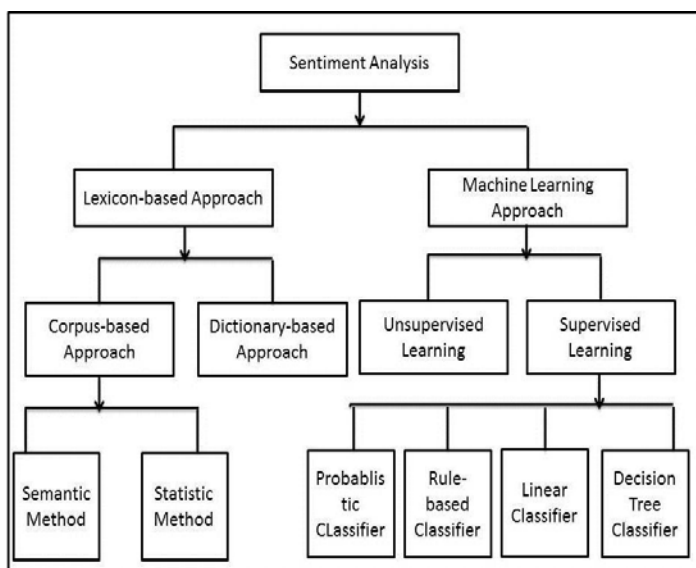 Sentiment Analysis
Lexicon-based Approach
Machine Learning
Approach
Corpus-based
Approach
Dictionary-based
Approach
Unsupervised
Learning
Supervised
Learning
Semantic
Method
Statistic
Method
Probablis
tic
CLassifier
Rule-
based
Classifier
Linear
Classifier
Decision
Tree
Classifier